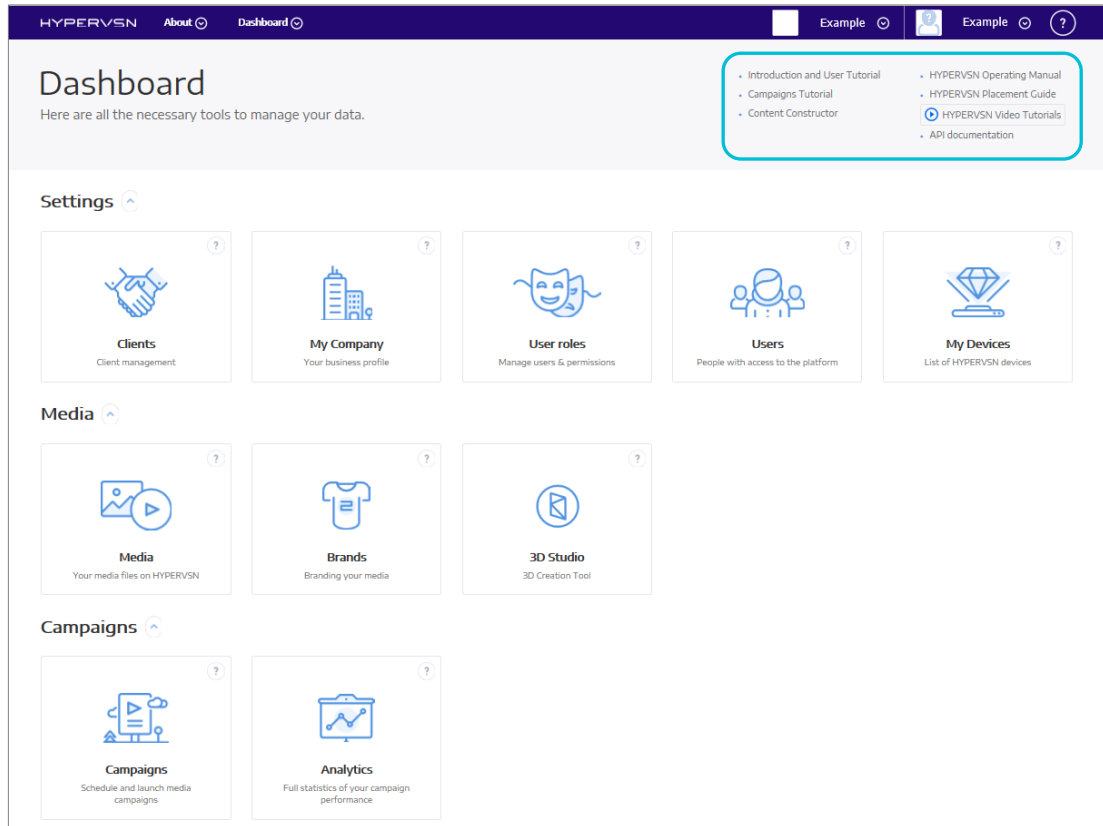 HYPERVSN About Dashboard Example Example ?
Dashboard
Here are all the necessary tools to manage your data.
Introduction and User Tutorial
Campaigns Tutorial
Content Constructor
HYPERVSN Operating Manual
HYPERVSN Placement Guide
HYPERVSN Video Tutorials
API documentation
Settings
?
Clients
Client management
?
My Company
Your business profile
?
User roles
Manage users & permissions
?
Users
People with access to the platform
?
My Devices
List of HYPERVSN devices
Media
?
Media
Your media files on HYPERVSN
?
Brands
Branding your media
?
3D Studio
3D Creation Tool
Campaigns
?
Campaigns
Schedule and launch media
campaigns
?
Analytics
Full statistics of your campaign
performance